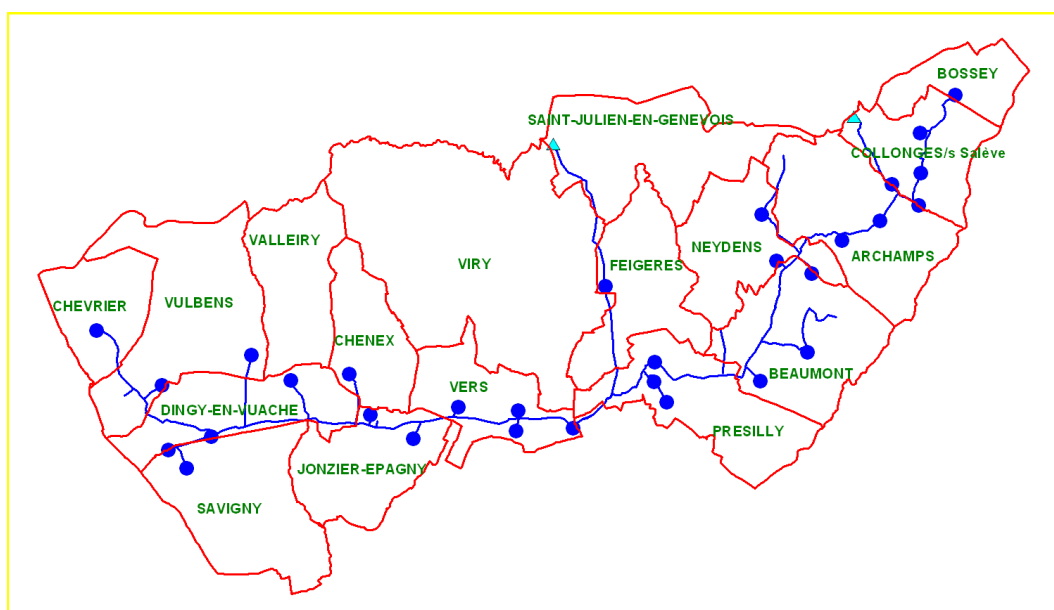 BOSSEY
SAINT-JULIEN-EN-GENEVOIS
COLLONGES/s Salève
VALLEIRY
NEYDENS
ARCHAMPS
VIRY
FEIGERES
CHEVRIER
VULBENS
CHENEX
BEAUMONT
VERS
DINGY-EN-VUACHE
PRESILLY
JONZIER-EPAGNY
SAVIGNY